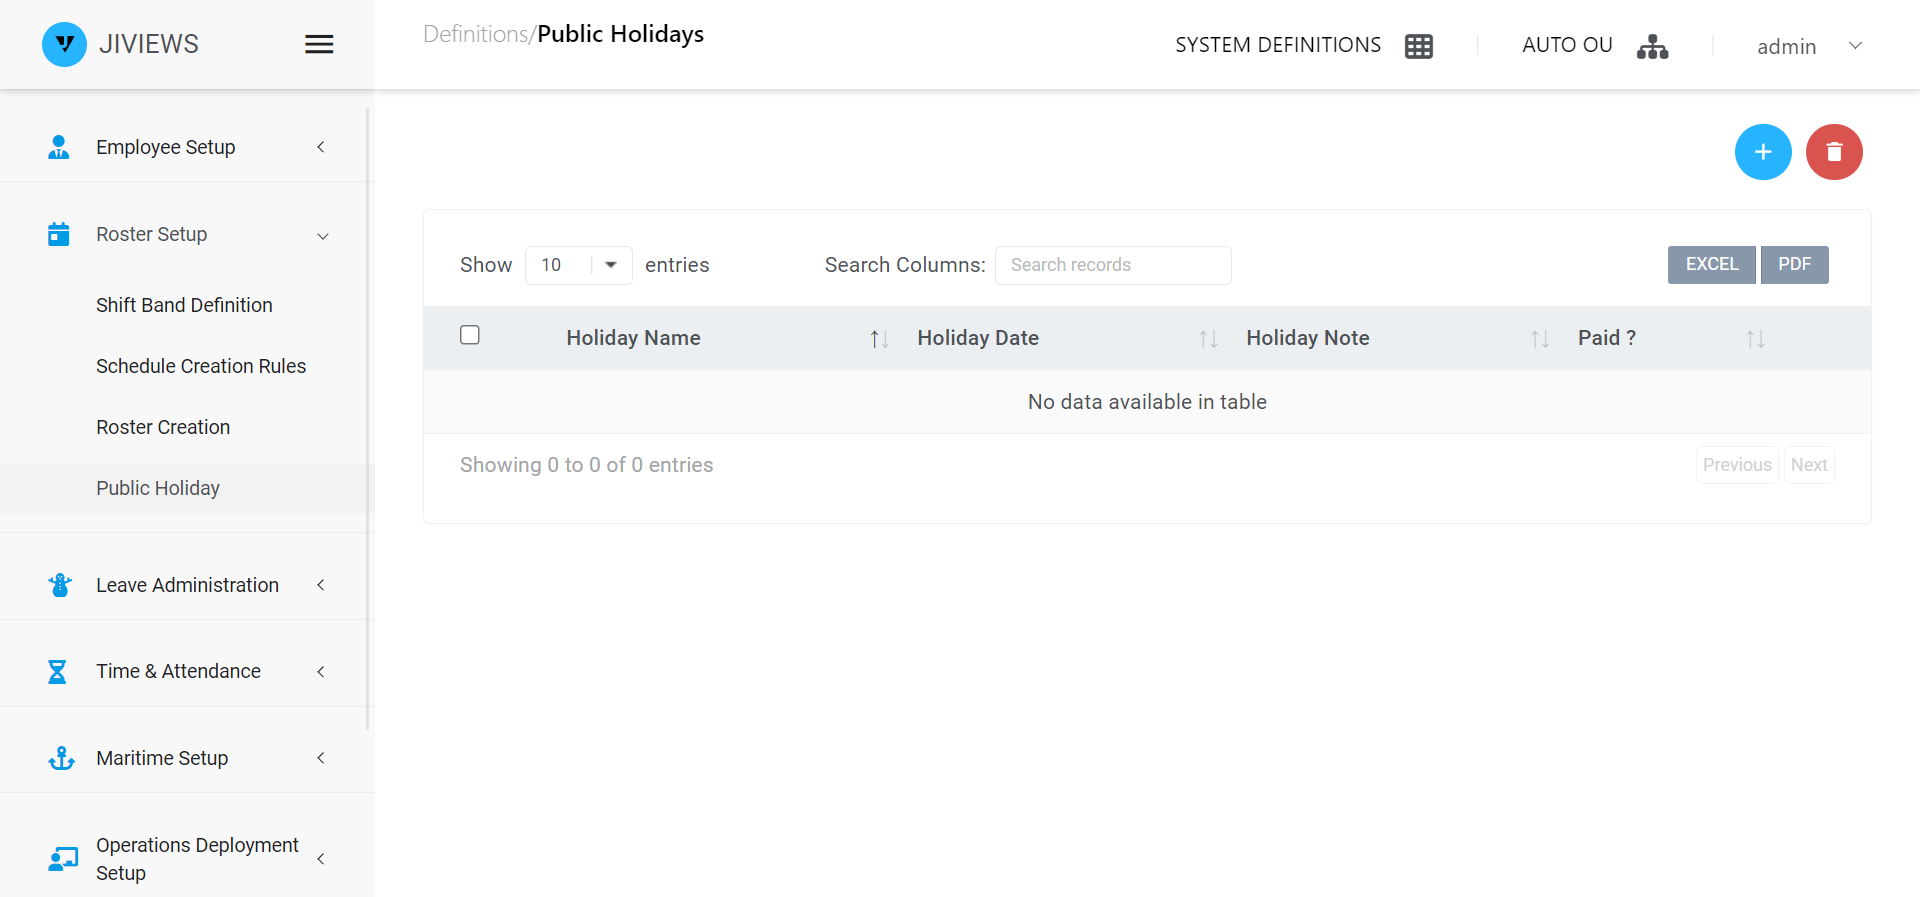 JIVIEWS
Definitions/Public Holidays
SYSTEM DEFINITIONS
AUTO OU
admin
Employee Setup
Roster Setup
Shift Band Definition
Schedule Creation Rules
Roster Creation
Public Holiday
Leave Administration
Time & Attendance
Maritime Setup
Operations Deployment
Setup
Show 10 entries
Search Columns: Search records
EXCEL PDF
Holiday Name Holiday Date Holiday Note Paid ?
No data available in table
Showing 0 to 0 of 0 entries
Previous Next